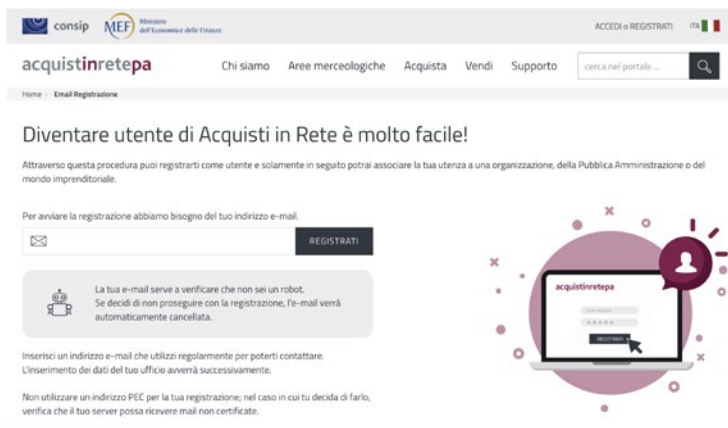 consip MEF Ministero dell'Economia e delle Finanze ACCEDI o REGISTRATI ITA
acquistinretepa Chi siamo Aree merceologiche Acquista Vendi Supporto cerca nel portale ...
Home > Email Registrazione
Diventare utente di Acquisti in Rete è molto facile!
Attraverso questa procedura puoi registrarti come utente e solamente in seguito potrai associare la tua utenza a una organizzazione, della Pubblica Amministrazione o del
mondo imprenditoriale.
Per avviare la registrazione abbiamo bisogno del tuo indirizzo e-mail.
REGISTRATI
La tua e-mail serve a verificare che non sei un robot.
Se decidi di non proseguire con la registrazione, l'e-mail verrà
automaticamente cancellata.
Inserisci un indirizzo e-mail che utilizzi regolarmente per poterti contattare.
L'inserimento dei dati del tuo ufficio avverrà successivamente.
Non utilizzare un indirizzo PEC per la tua registrazione; nel caso in cui tu decida di farlo,
verifica che il tuo server possa ricevere mail non certificate.
acquistinretepa
REGISTRATI